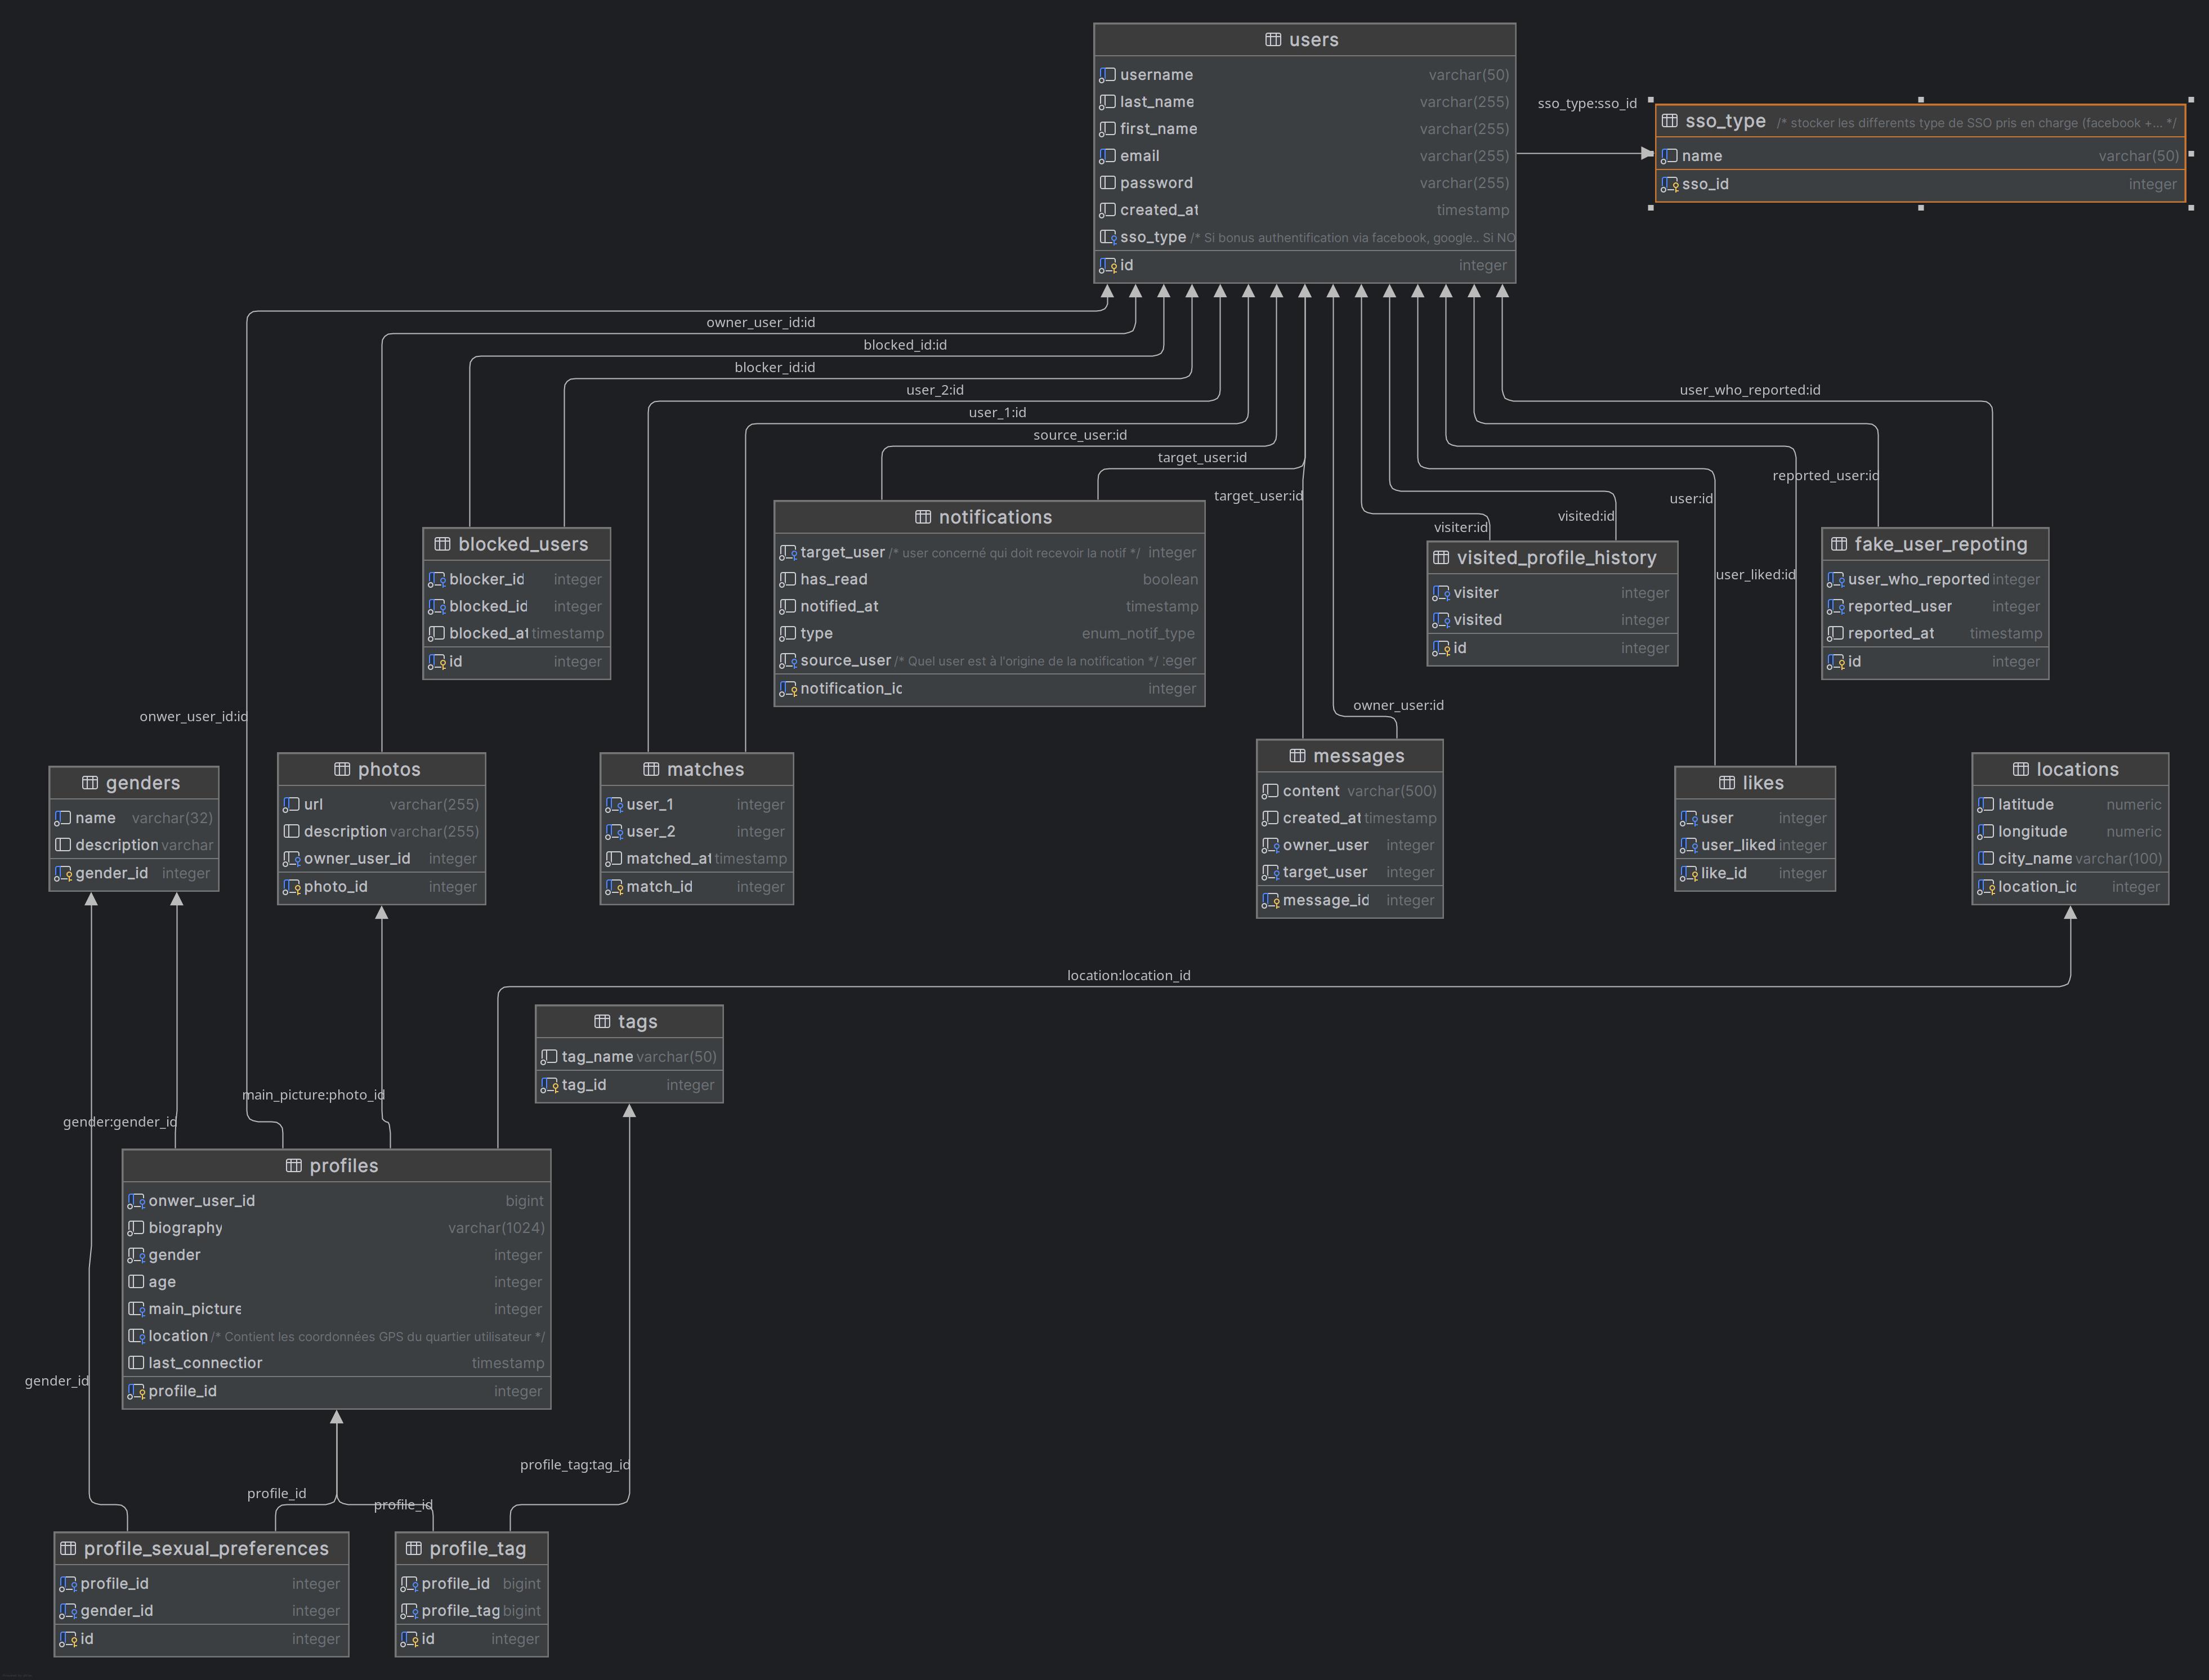 users
username varchar(50)
last_name varchar(255)
first_name varchar(255)
email varchar(255)
password varchar(255)
created_at timestamp
sso_type /* Si bonus authentification via facebook, google.. Si NO
id integer
sso_type:sso_id
sso_type /* stocker les differents type de SSO pris en charge (facebook +... */
name varchar(50)
sso_id integer
owner_user_id:id
blocked_id:id
blocker_id:id
user_2:id
user_1:id
source_user:id
target_user:id
target_user:id
user_who_reported:id
reported_user:id
user:id
visited:id
visiter:id
user_liked:id
owner_user:id
onwer_user_id:id
blocked_users
blocker_id integer
blocked_id integer
blocked_at timestamp
id integer
notifications
target_user /* user concerné qui doit recevoir la notif */ integer
has_read boolean
notified_at timestamp
type enum_notif_type
source_user /* Quel user est à l'origine de la notification */ :eger
notification_ic integer
visited_profile_history
visiter integer
visited integer
id integer
fake_user_repoting
user_who_reported integer
reported_user integer
reported_at timestamp
id integer
genders
name varchar(32)
description varchar
gender_id integer
photos
url varchar(255)
description varchar(255)
owner_user_id integer
photo_id integer
matches
user_1 integer
user_2 integer
matched_at timestamp
match_id integer
messages
content varchar(500)
created_at timestamp
owner_user integer
target_user integer
message_id integer
likes
user integer
user_liked integer
like_id integer
locations
latitude numeric
longitude numeric
city_name varchar(100)
location_ic integer
location:location_id
tags
tag_name varchar(50)
tag_id integer
main_picture:photo_id
gender:gender_id
profiles
onwer_user_id bigint
biography varchar(1024)
gender integer
age integer
main_picture integer
location /* Contient les coordonnées GPS du quartier utilisateur */
last_connectior timestamp
profile_id integer
gender_id
profile_tag:tag_id
profile_id
profile_id
profile_sexual_preferences
profile_id integer
gender_id integer
id integer
profile_tag
profile_id bigint
profile_tag bigint
id integer